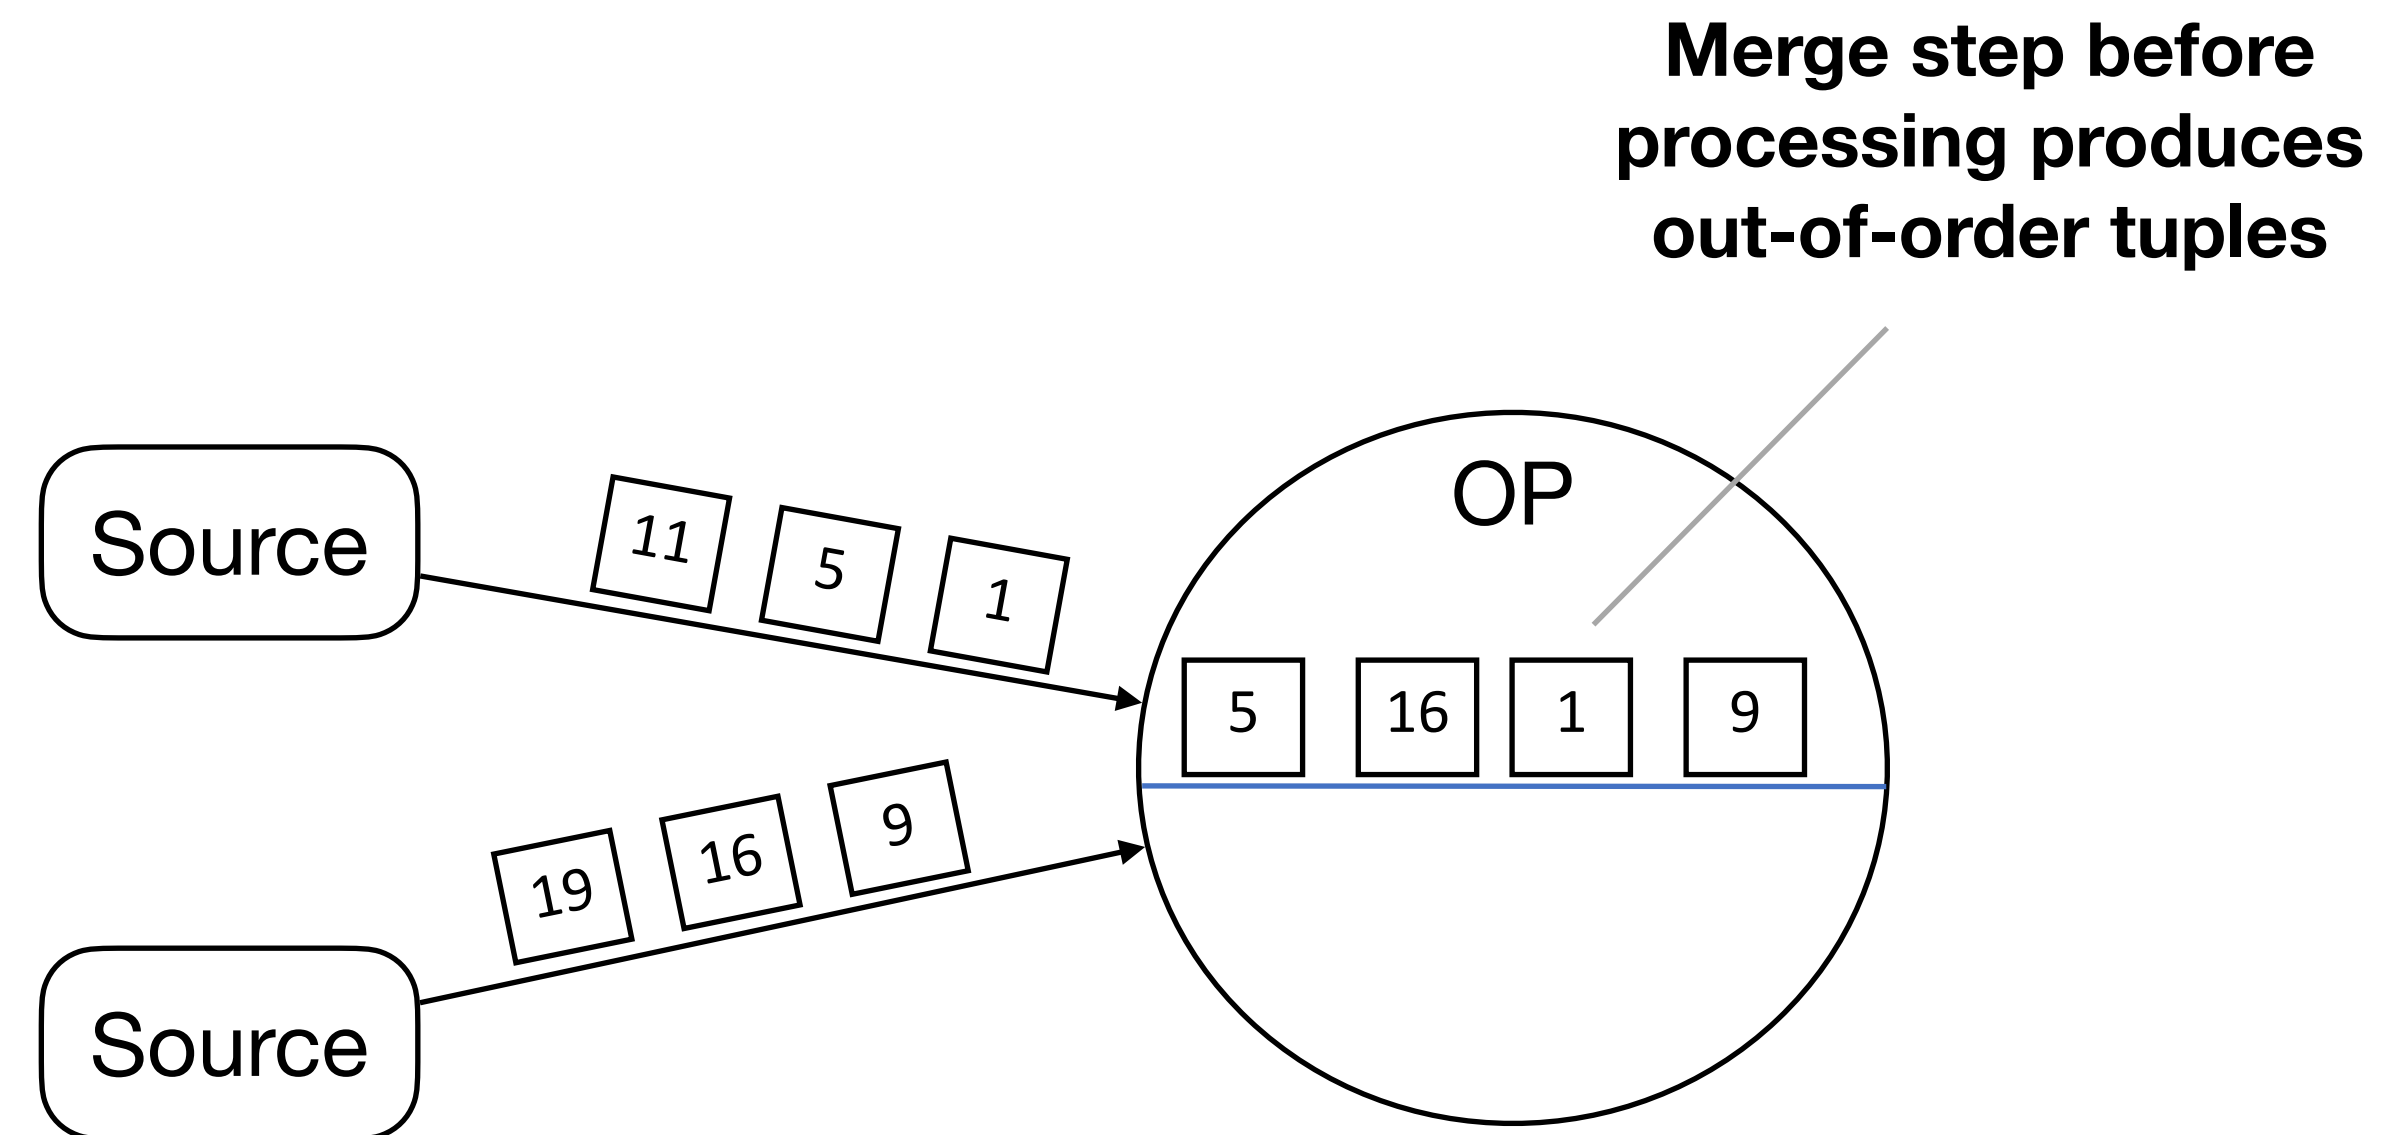 Merge step before
processing produces
out-of-order tuples
OP
Source
11
5
1
5 16 1 9
19
16
9
Source